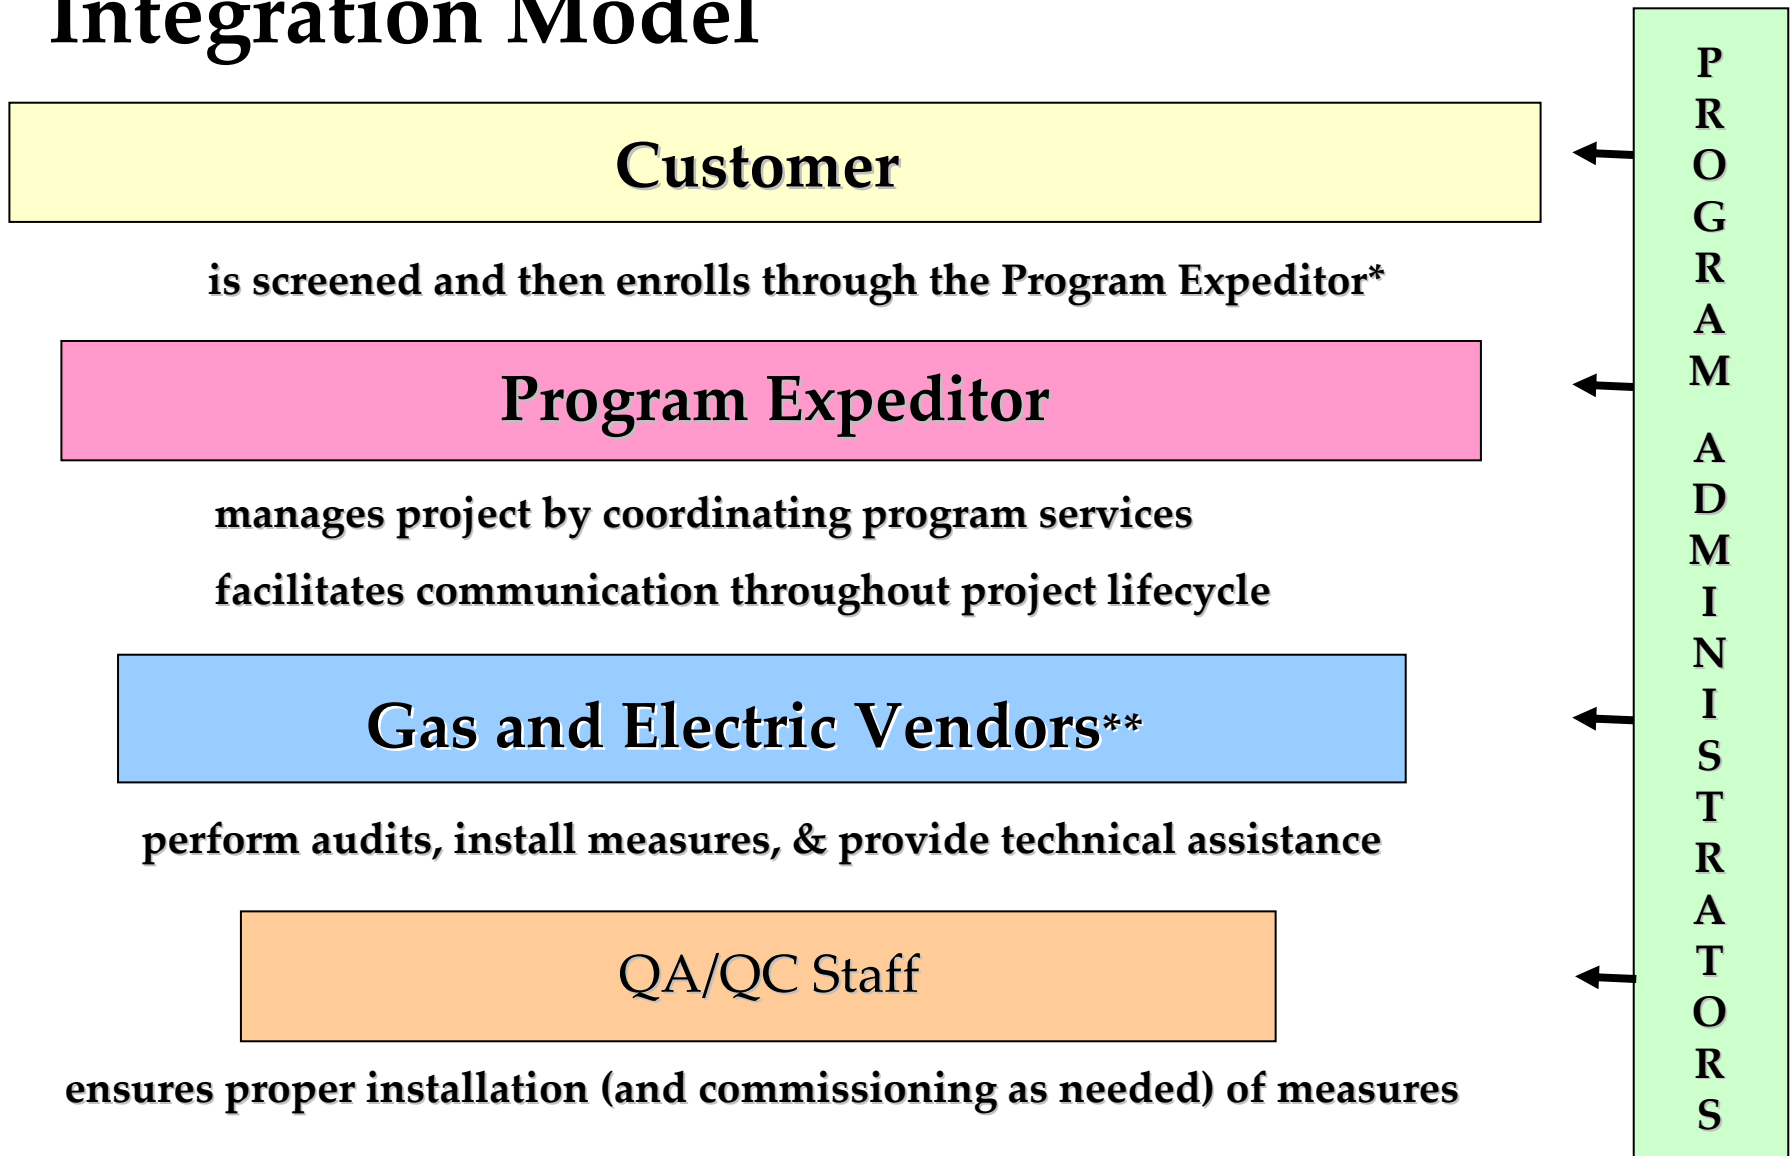 Integration Model
Customer
is screened and then enrolls through the Program Expeditor*
Program Expeditor
manages project by coordinating program services
facilitates communication throughout project lifecycle
Gas and Electric Vendors**
perform audits, install measures, & provide technical assistance
QA/QC Staff
ensures proper installation (and commissioning as needed) of measures
PROGRAM ADMINISTRATORS